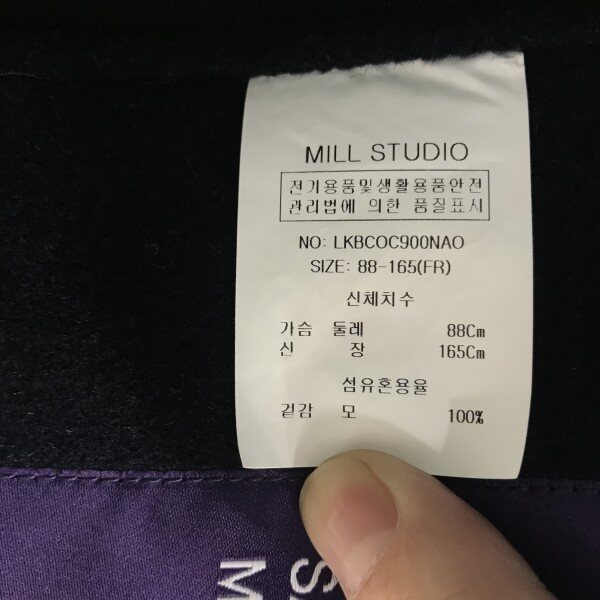 MILL STUDIO
전기용품및생활용품안전
관리법에 의한 품질표시
NO: LKBCOC900NAO
SIZE: 88-165(FR)
신체치수
가슴 둘레 88Cm
신 장 165Cm
섬유혼용율
겉감 모 100%